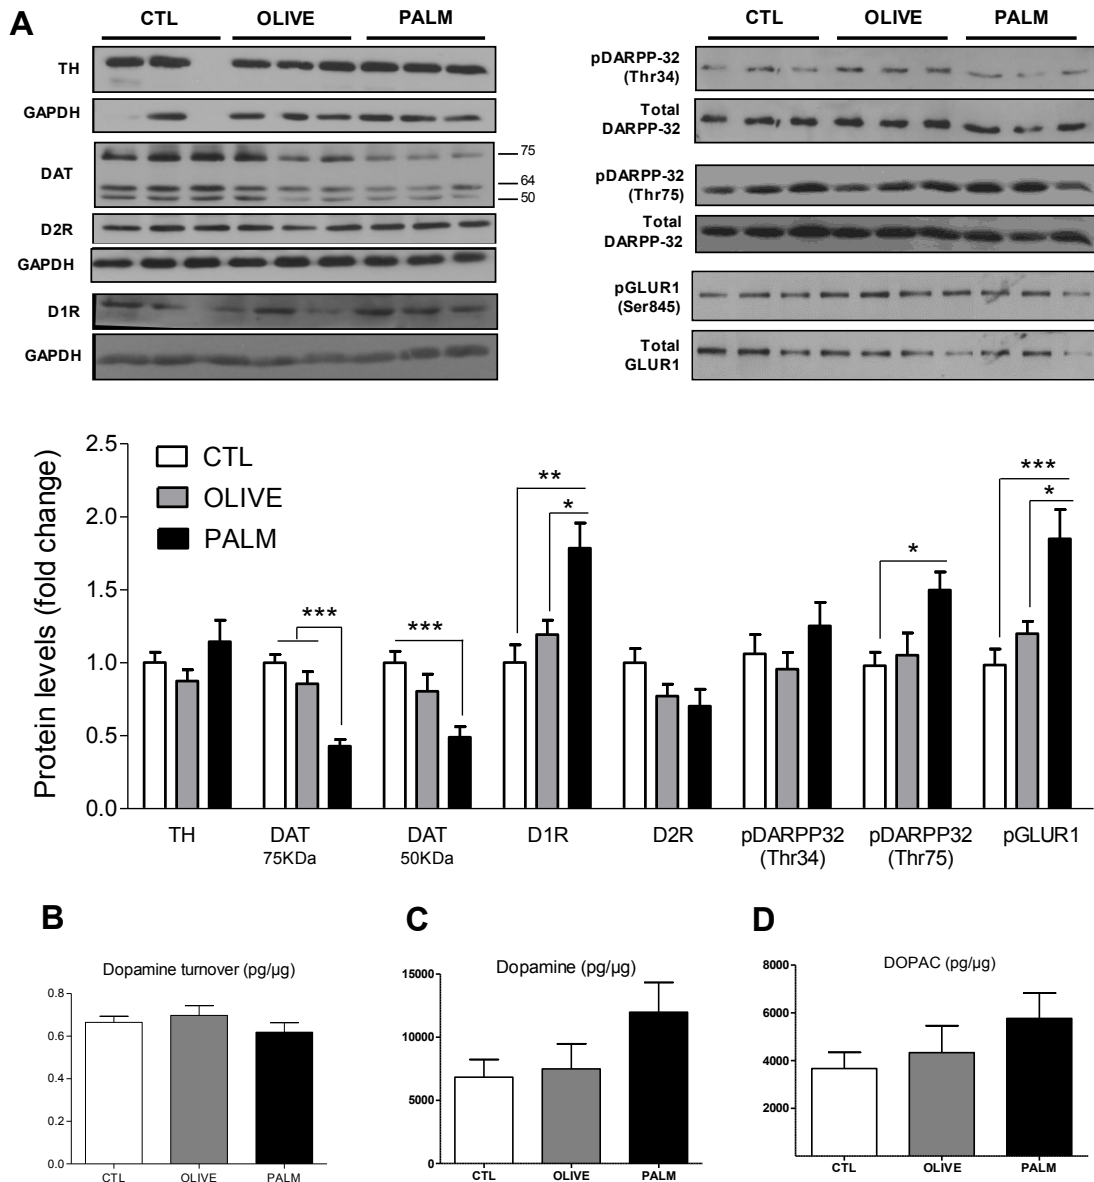 A
CTL OLIVE PALM
TH
GAPDH
DAT
75
64
50
D2R
GAPDH
D1R
GAPDH
CTL OLIVE PALM
pDARPP-32
(Thr34)
Total
DARPP-32
pDARPP-32
(Thr75)
Total
DARPP-32
pGLUR1
(Ser845)
Total
GLUR1
Protein levels (fold change)
2.5
2.0
1.5
1.0
0.5
0.0
CTL
OLIVE
PALM
***
***
**
*
*
***
*
TH DAT D1R D2R pDARPP32 pDARPP32 pGLUR1
75KDa 50KDa (Thr34) (Thr75)
DAT
B
Dopamine turnover (pg/µg)
0.8
0.6
0.4
0.2
0.0
CTL OLIVE PALM
C
Dopamine (pg/µg)
15000
10000
5000
0
CTL OLIVE PALM
D
DOPAC (pg/µg)
8000
6000
4000
2000
CTL OLIVE PALM